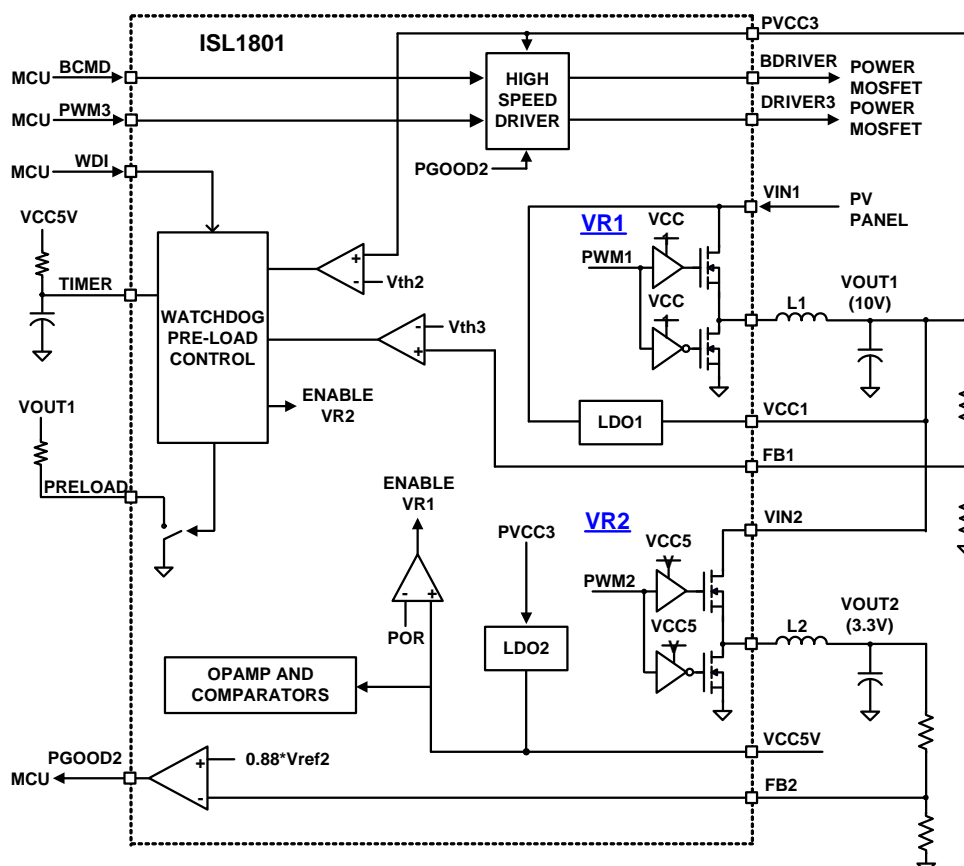 PVCC3
ISL1801
MCU
BCMD
HIGH
SPEED
DRIVER
BDRIVER
POWER
MOSFET
MCU
PWM3
DRIVER3
POWER
MOSFET
MCU
WDI
PGOOD2
VIN1
PV
PANEL
VCC5V
VR1
VCC
PWM1
Vth2
TIMER
VCC
L1
VOUT1
(10V)
WATCHDOG
PRE-LOAD
CONTROL
Vth3
ENABLE
VR2
VOUT1
LDO1
VCC1
FB1
PRELOAD
ENABLE
VR1
VR2
VIN2
PVCC3
VCC5
PWM2
POR
VCC5
L2
VOUT2
(3.3V)
LDO2
OPAMP AND
COMPARATORS
VCC5V
PGOOD2
MCU
0.88*Vref2
FB2